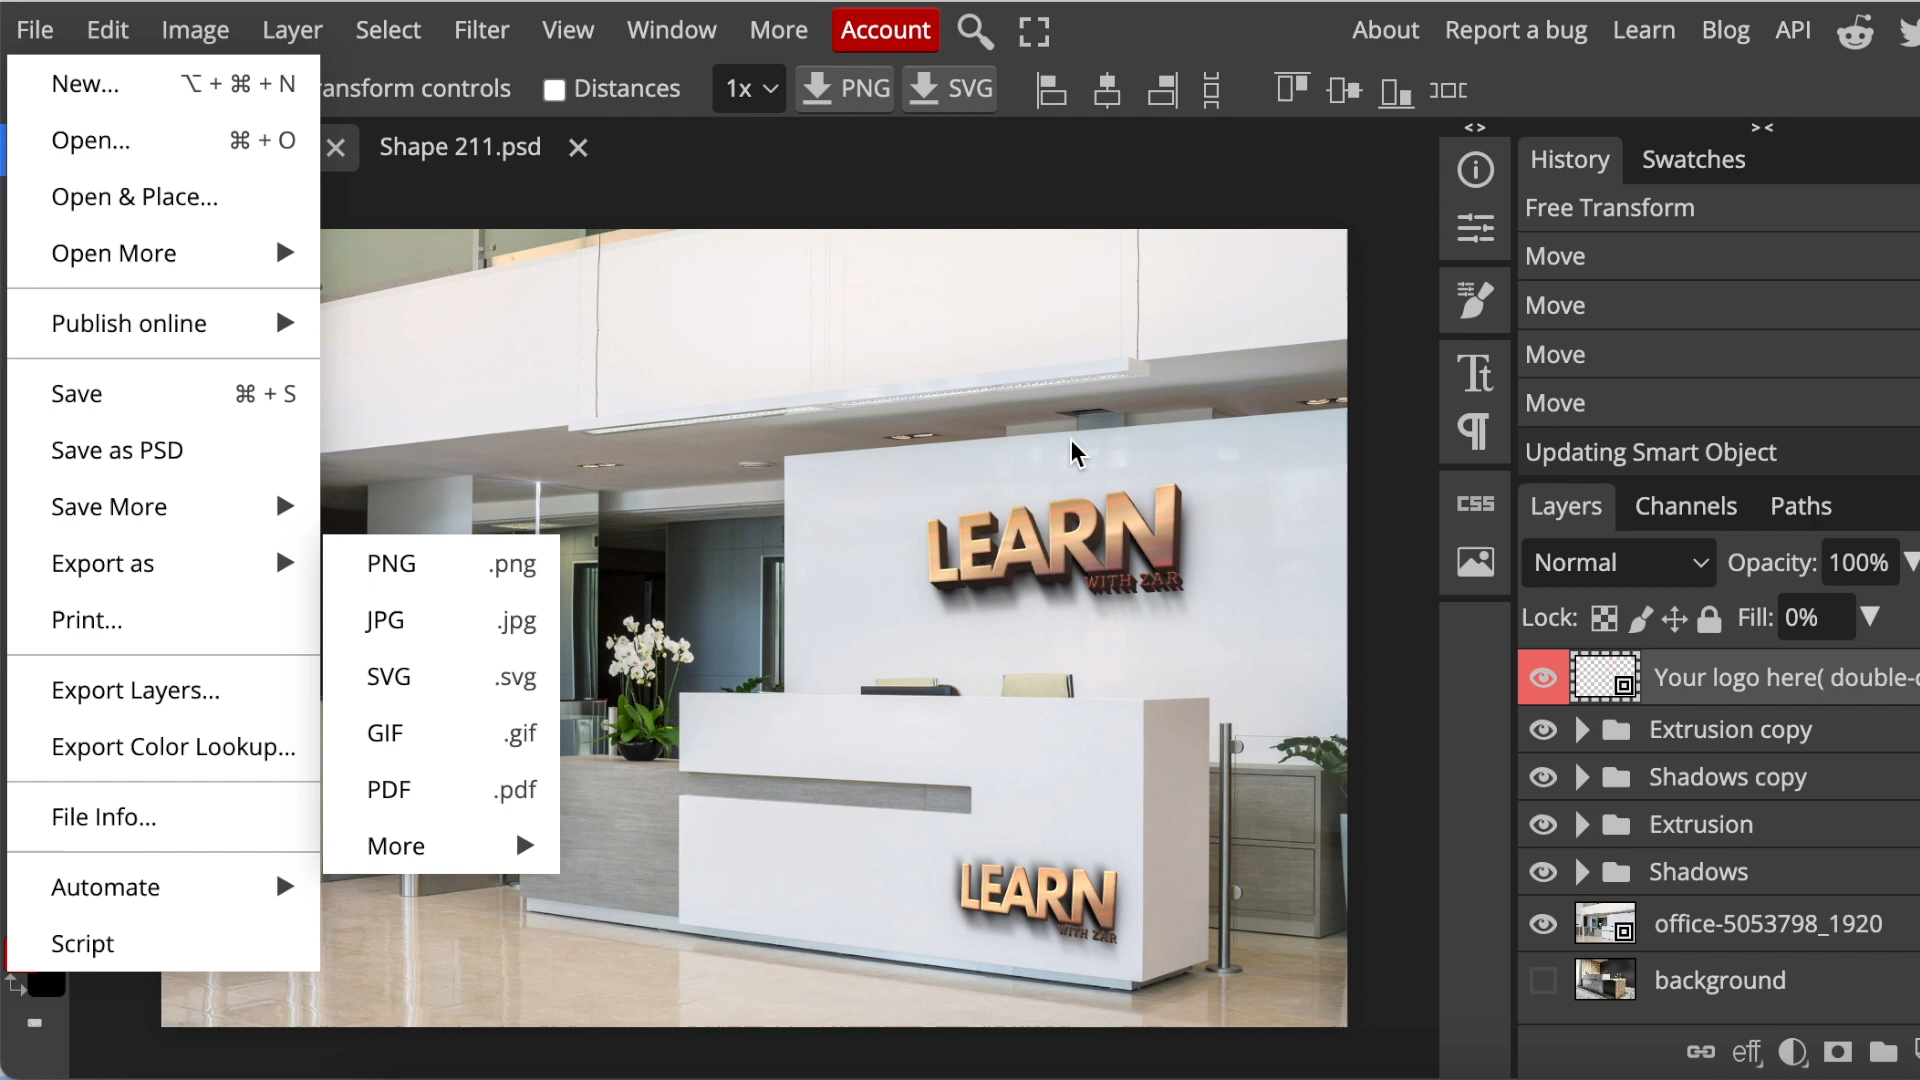 File Edit Image Layer Select Filter View Window More Account About Report a bug Learn Blog API
New... ⌥ + ⌘ + N
ansform controls Distances 1x PNG SVG
Open... ⌘ + O
Shape 211.psd
Open & Place...
Open More
Publish online
Save ⌘ + S
Save as PSD
Save More
Export as
Print...
Export Layers...
Export Color Lookup...
File Info...
Automate
Script
PNG .png
JPG .jpg
SVG .svg
GIF .gif
PDF .pdf
More
LEARN
WITH ZAR
LEARN
WITH ZAR
CSS
History Swatches
Free Transform
Move
Move
Move
Move
Updating Smart Object
Layers Channels Paths
Normal Opacity: 100%
Lock: Fill: 0%
Your logo here( double-c
Extrusion copy
Shadows copy
Extrusion
Shadows
office-5053798_1920
background
eff